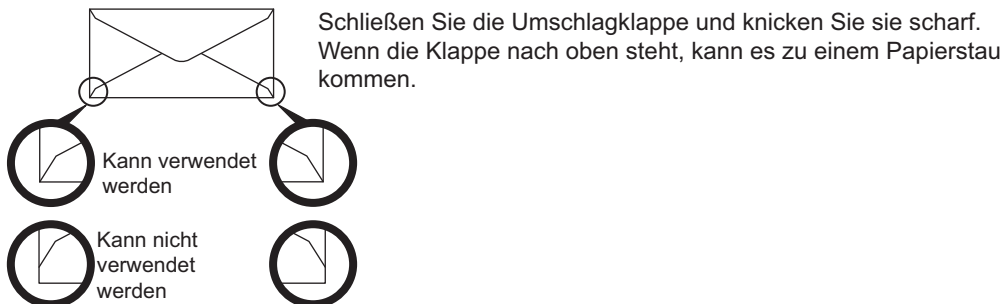 Schließen Sie die Umschlagklappe und knicken Sie sie scharf.
Wenn die Klappe nach oben steht, kann es zu einem Papierstau
kommen.
Kann verwendet
werden
Kann nicht
verwendet
werden